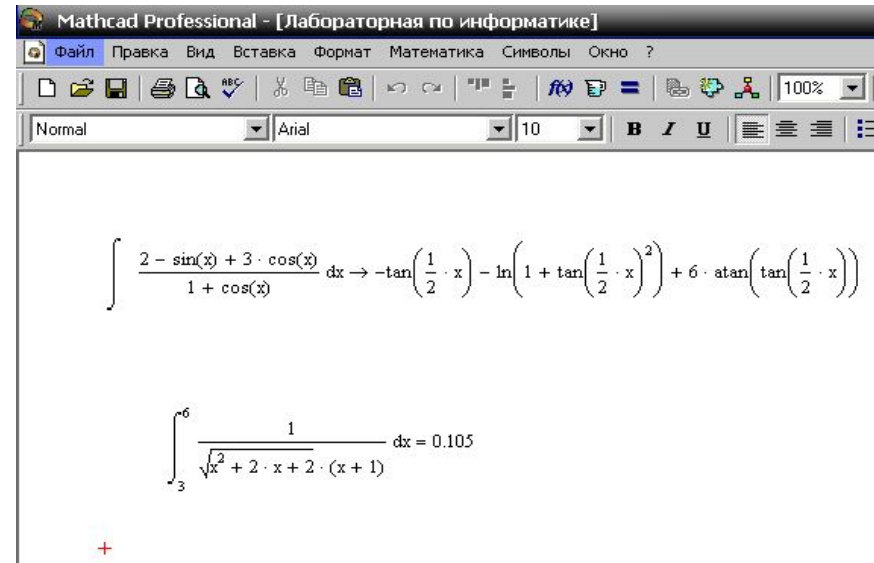 Mathcad Professional - [Лабораторная по информатике]
Файл Правка Вид Вставка Формат Математика Символы Окно ?
ABC f(x) = 100%
Normal Arial 10 B I U
∫ (2 - sin(x) + 3 · cos(x))/(1 + cos(x)) dx → -tan(1/2 · x) - ln(1 + tan(1/2 · x)^2) + 6 · atan(tan(1/2 · x))
∫_3^6 1/(√(x^2 + 2 · x + 2) · (x + 1)) dx = 0.105